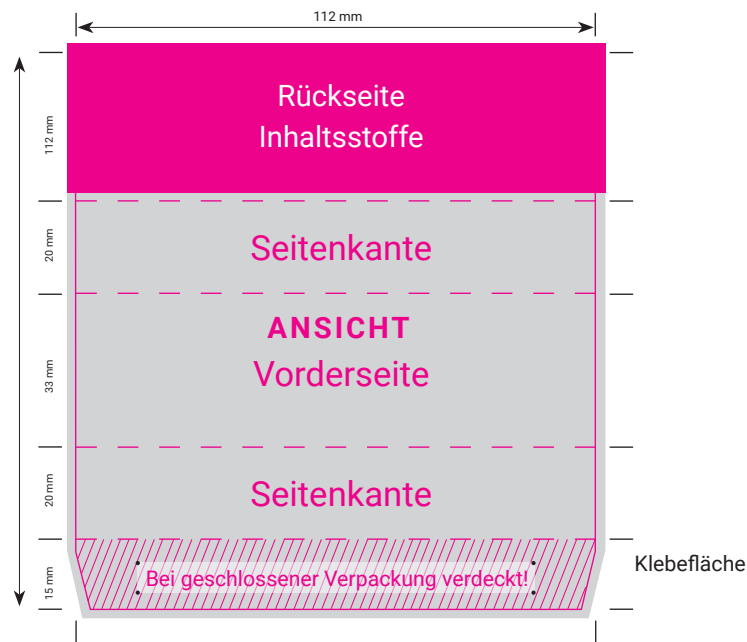 112 mm
112 mm
Rückseite
Inhaltsstoffe
20 mm
Seitenkante
33 mm
ANSICHT
Vorderseite
20 mm
Seitenkante
15 mm
Bei geschlossener Verpackung verdeckt!
Klebefläche